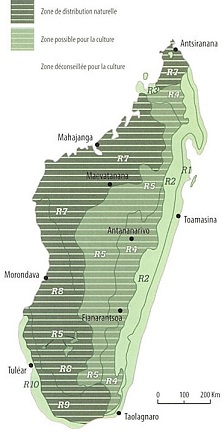 Zone de distribution naturelle
Zone possible pour la culture
Zone déconseillée pour la culture
Antsiranana
R7
R4
R3
Mahajanga
R7
R1
Maevatanana
R5
R2
R7
Toamasina
Antananarivo
R4
R2
Morondava
R8
Fianarantsoa
R5
Tuléar
R6
R5
R4
R10
R9
Taolagnaro
0
100
200 Km